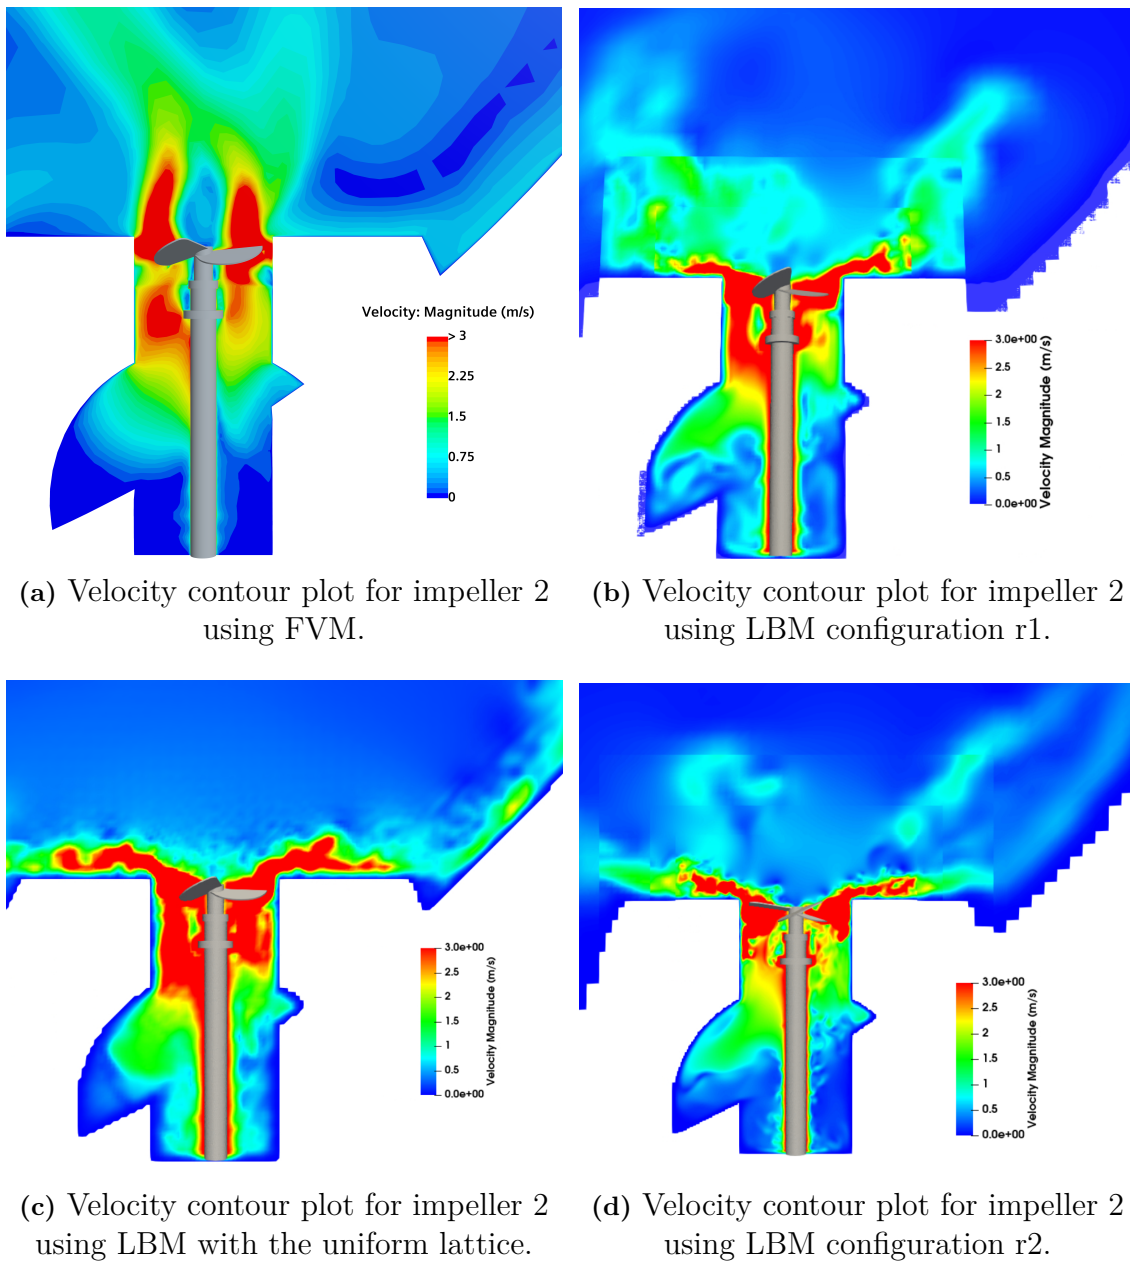 Velocity: Magnitude (m/s)
> 3
2.25
1.5
0.75
0
3.0e+00
2.5
2
1.5
1
0.5
0.0e+00
Velocity Magnitude (m/s)
(a) Velocity contour plot for impeller 2
using FVM.
(b) Velocity contour plot for impeller 2
using LBM configuration r1.
3.0e+00
2.5
2
1.5
1
0.5
0.0e+00
Velocity Magnitude (m/s)
3.0e+00
2.5
2
1.5
1
0.5
0.0e+00
Velocity Magnitude (m/s)
(c) Velocity contour plot for impeller 2
using LBM with the uniform lattice.
(d) Velocity contour plot for impeller 2
using LBM configuration r2.